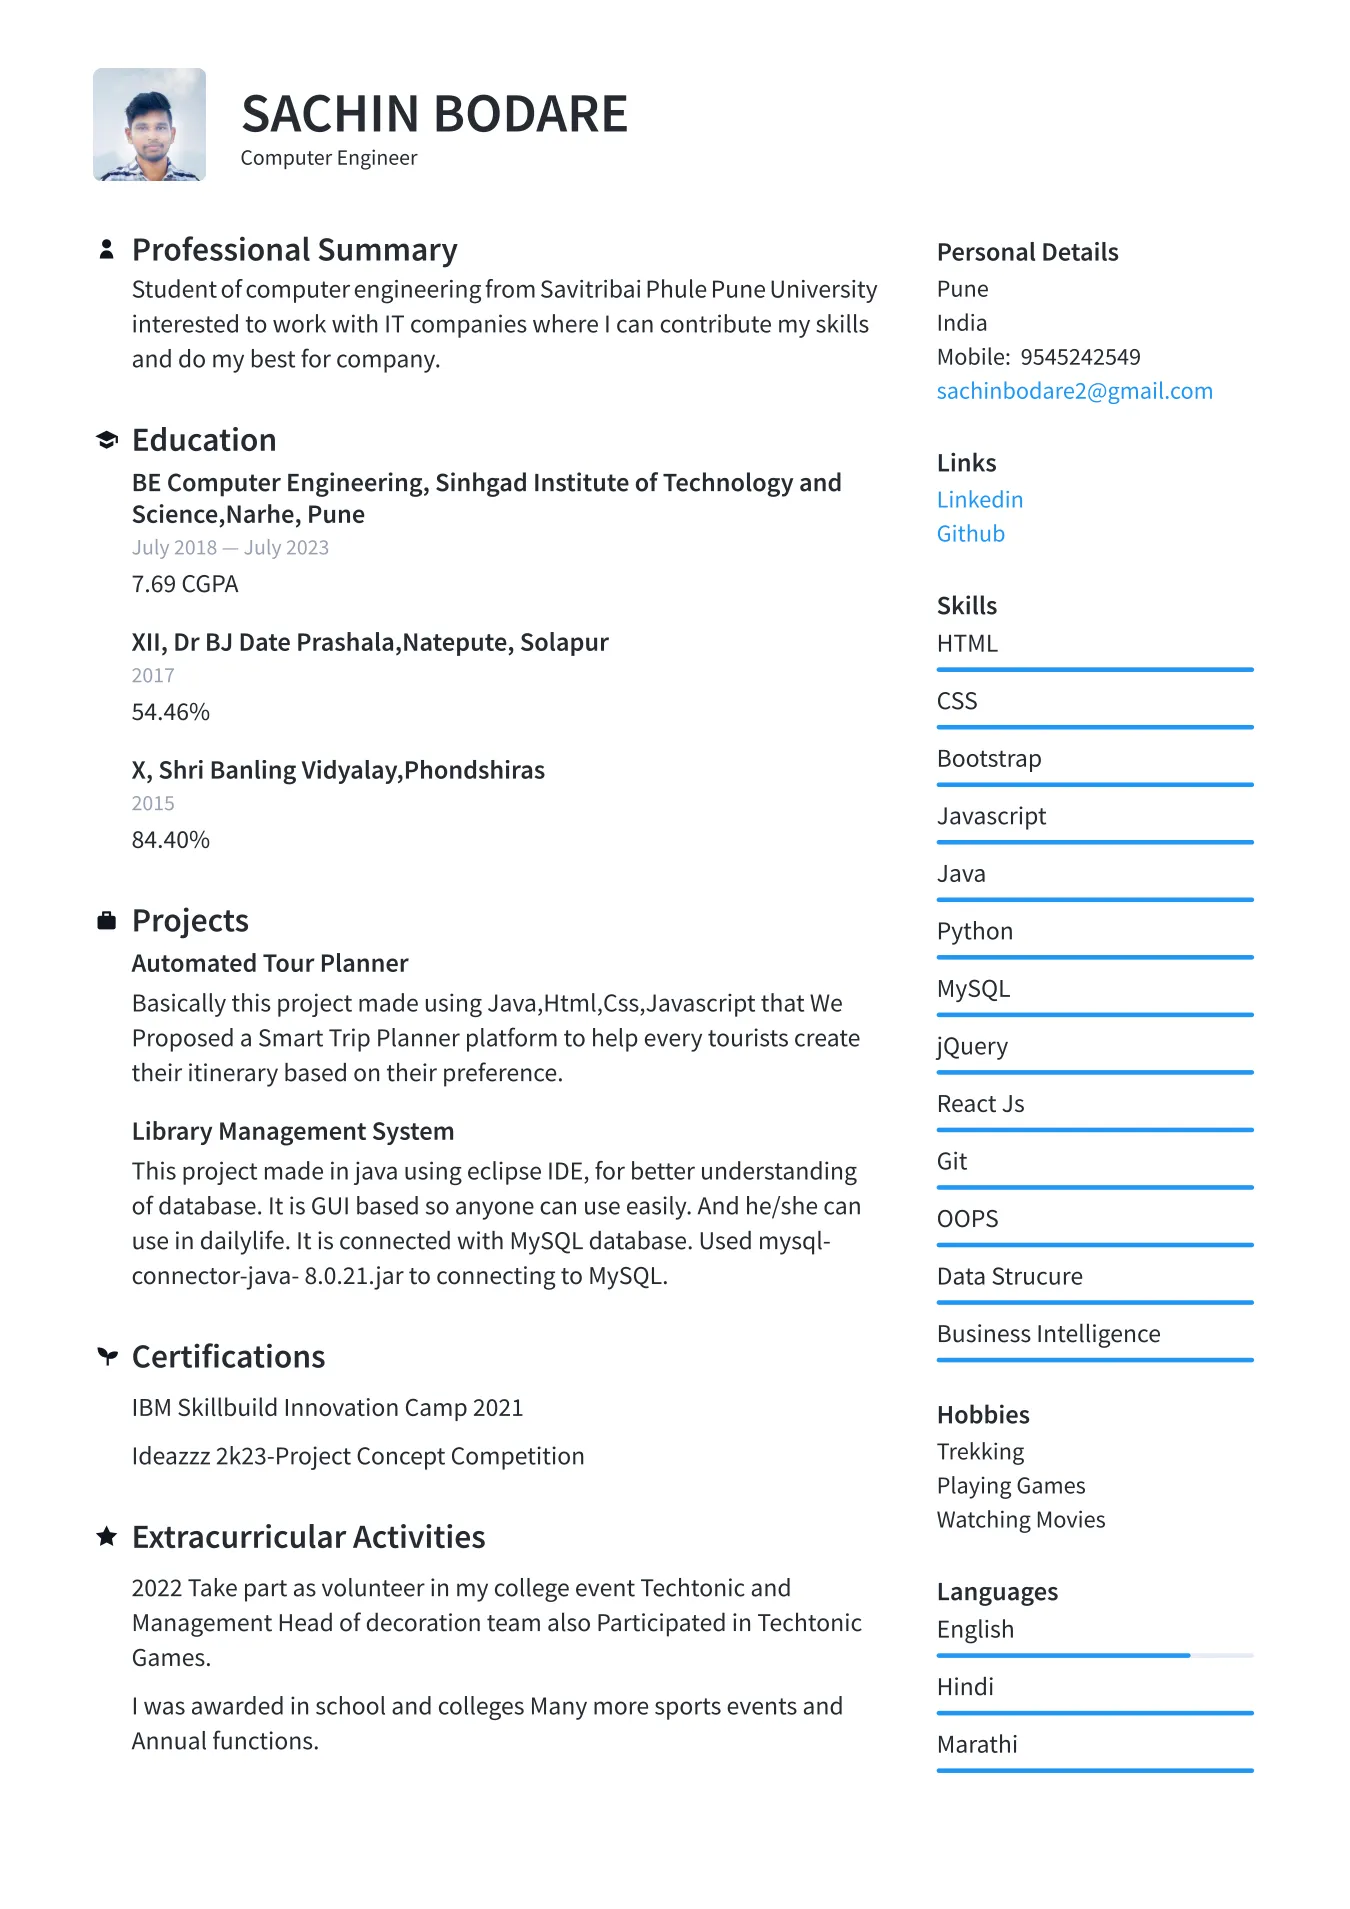 SACHIN BODARE
Computer Engineer
Professional Summary
Student of computer engineering from Savitribai Phule Pune University
interested to work with IT companies where I can contribute my skills
and do my best for company.
Education
BE Computer Engineering, Sinhgad Institute of Technology and
Science,Narhe, Pune
July 2018 — July 2023
7.69 CGPA
XII, Dr BJ Date Prashala,Natepute, Solapur
2017
54.46%
X, Shri Banling Vidyalay,Phondshiras
2015
84.40%
Projects
Automated Tour Planner
Basically this project made using Java,Html,Css,Javascript that We
Proposed a Smart Trip Planner platform to help every tourists create
their itinerary based on their preference.
Library Management System
This project made in java using eclipse IDE, for better understanding
of database. It is GUI based so anyone can use easily. And he/she can
use in dailylife. It is connected with MySQL database. Used mysql-
connector-java- 8.0.21.jar to connecting to MySQL.
Certifications
IBM Skillbuild Innovation Camp 2021
Ideazzz 2k23-Project Concept Competition
Extracurricular Activities
2022 Take part as volunteer in my college event Techtonic and
Management Head of decoration team also Participated in Techtonic
Games.
I was awarded in school and colleges Many more sports events and
Annual functions.
Personal Details
Pune
India
Mobile:  9545242549
sachinbodare2@gmail.com
Links
Linkedin
Github
Skills
HTML
CSS
Bootstrap
Javascript
Java
Python
MySQL
jQuery
React Js
Git
OOPS
Data Strucure
Business Intelligence
Hobbies
Trekking
Playing Games
Watching Movies
Languages
English
Hindi
Marathi